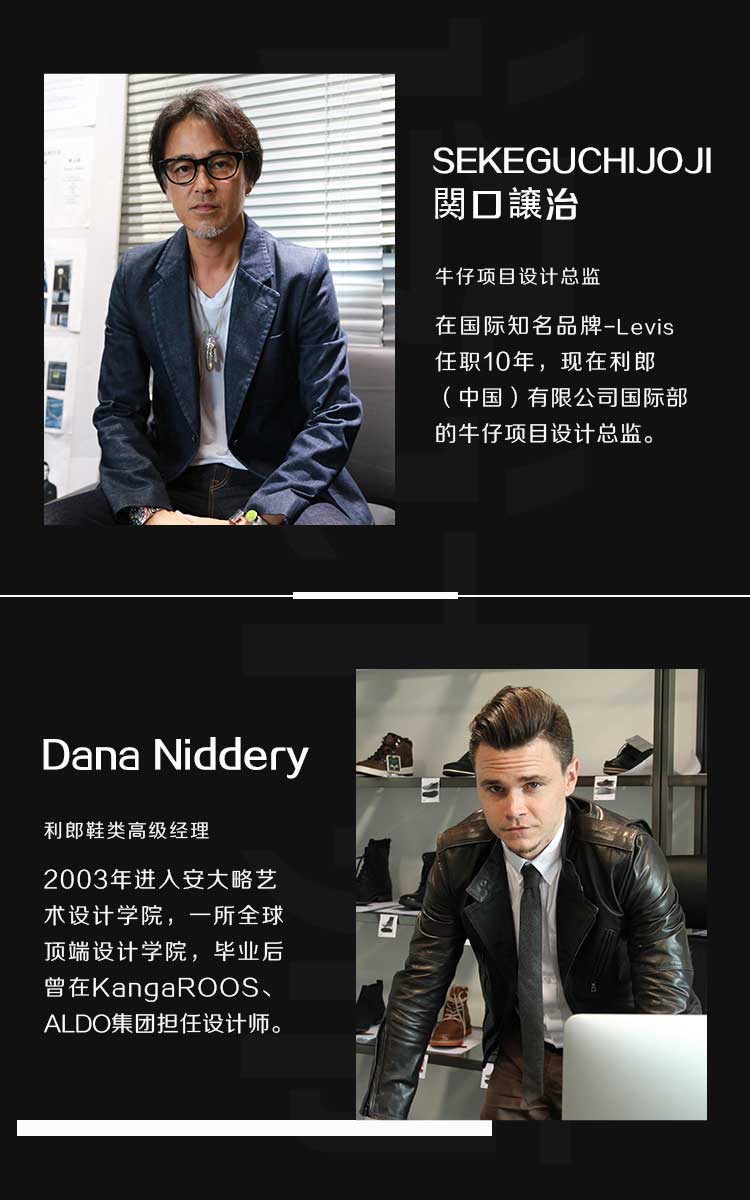 SEKEGUCHIJOJI
関口譲治
牛仔项目设计总监
在国际知名品牌-Levis
任职10年，现在利郎
（中国）有限公司国际部
的牛仔项目设计总监。
Dana Niddery
利郎鞋类高级经理
2003年进入安大略艺
术设计学院，一所全球
顶端设计学院，毕业后
曾在KangaROOS、
ALDO集团担任设计师。